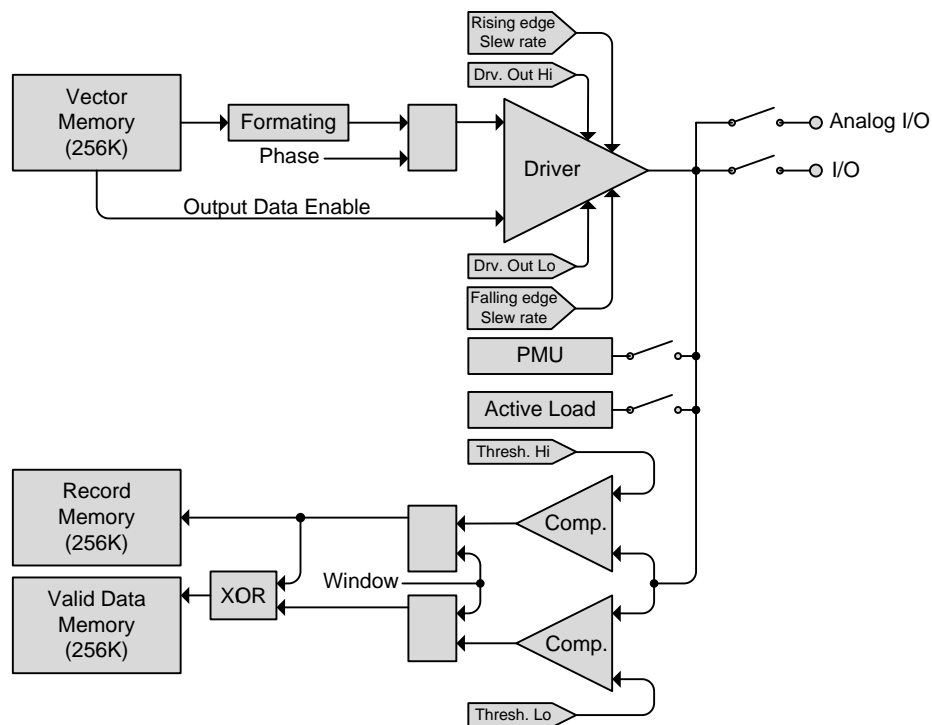 Rising edge
Slew rate
Drv. Out Hi
Vector
Memory
(256K)
Formating
Phase
Driver
Analog I/O
I/O
Output Data Enable
Drv. Out Lo
Falling edge
Slew rate
PMU
Active Load
Thresh. Hi
Record
Memory
(256K)
Comp.
Window
XOR
Valid Data
Memory
(256K)
Comp.
Thresh. Lo